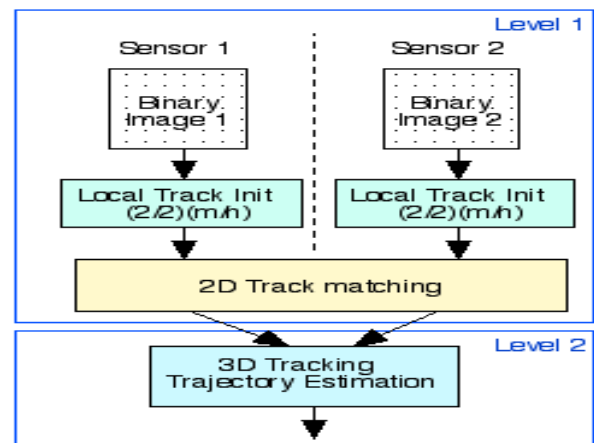 Level 1
Sensor 1
Sensor 2
Binary
Image 1
Binary
Image 2
Local Track Init
(2/2)(m/h)
Local Track Init
(2/2)(m/h)
2D Track matching
Level 2
3D Tracking
Trajectory Estimation